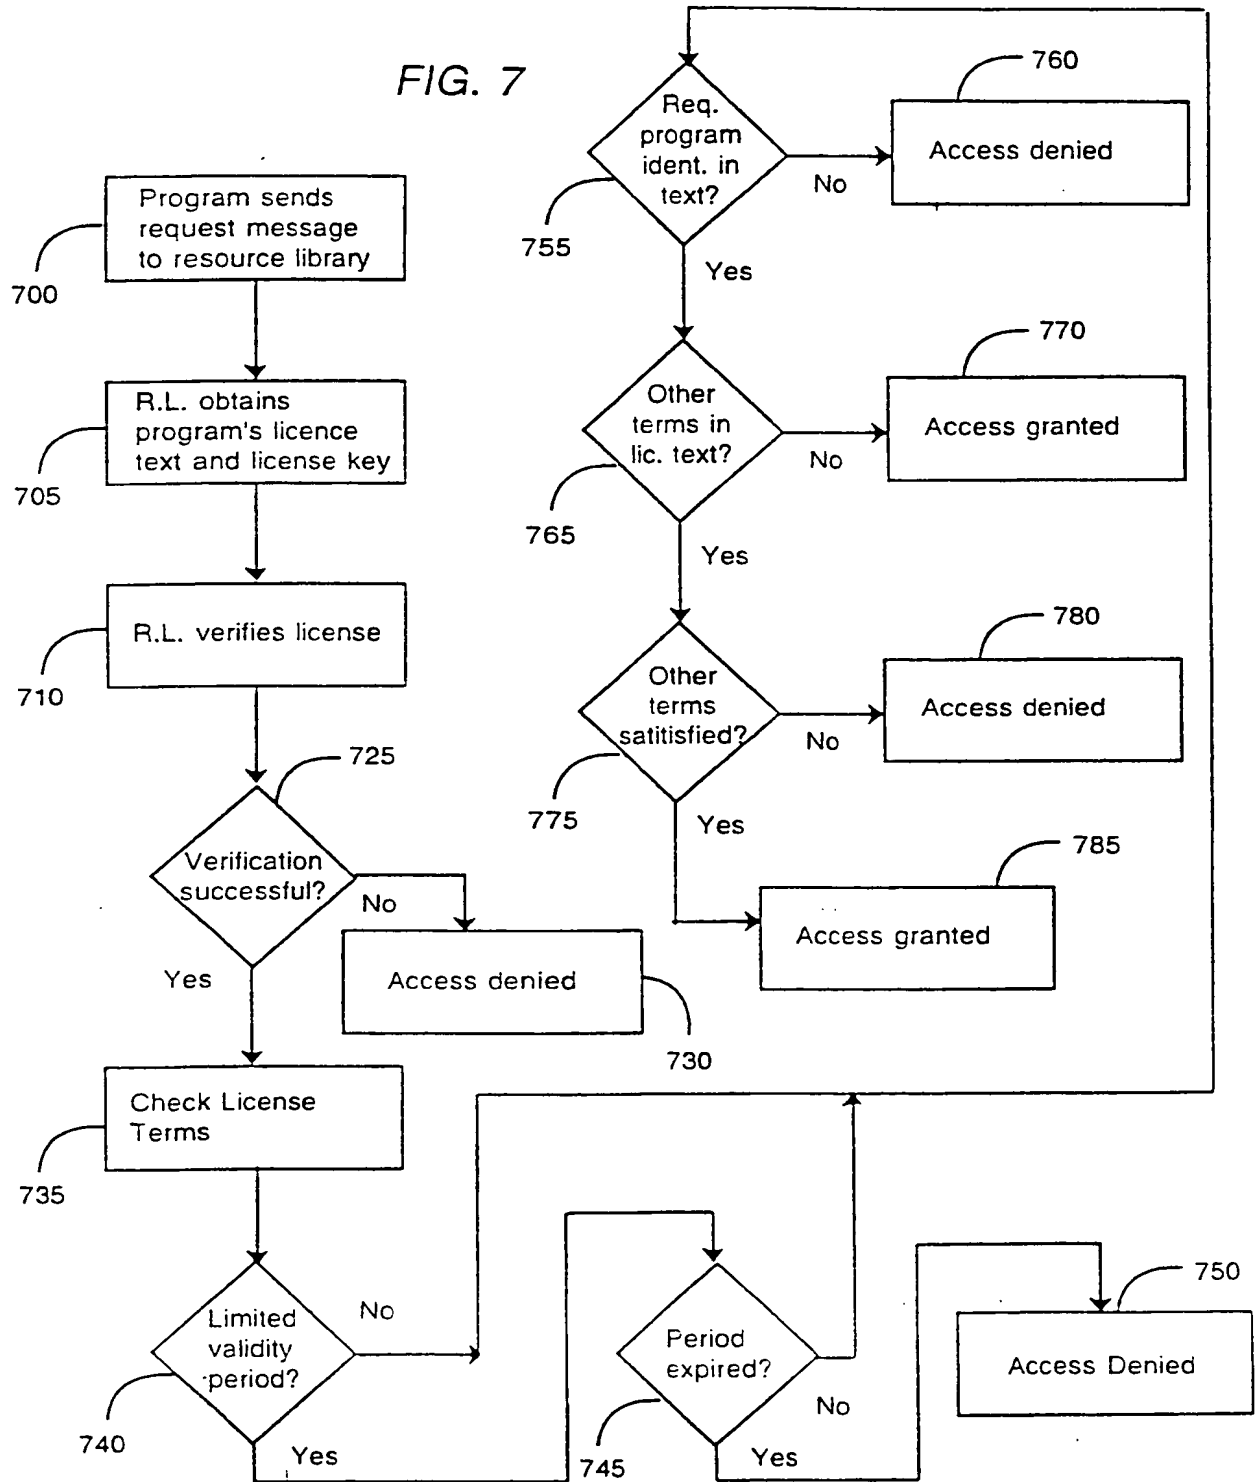 FIG. 7
Program sends
request message
to resource library
700
R.L. obtains
program's licence
text and license key
705
R.L. verifies license
710
725
Verification
successful?
No
Yes
Access denied
730
Check License
Terms
735
Limited
validity
period?
No
740
Yes
Period
expired?
No
745
Yes
750
Access Denied
Req.
program
ident. in
text?
755
No
760
Access denied
Yes
Other
terms in
lic. text?
765
No
770
Access granted
Yes
Other
terms
satitisfied?
775
No
780
Access denied
Yes
785
Access granted